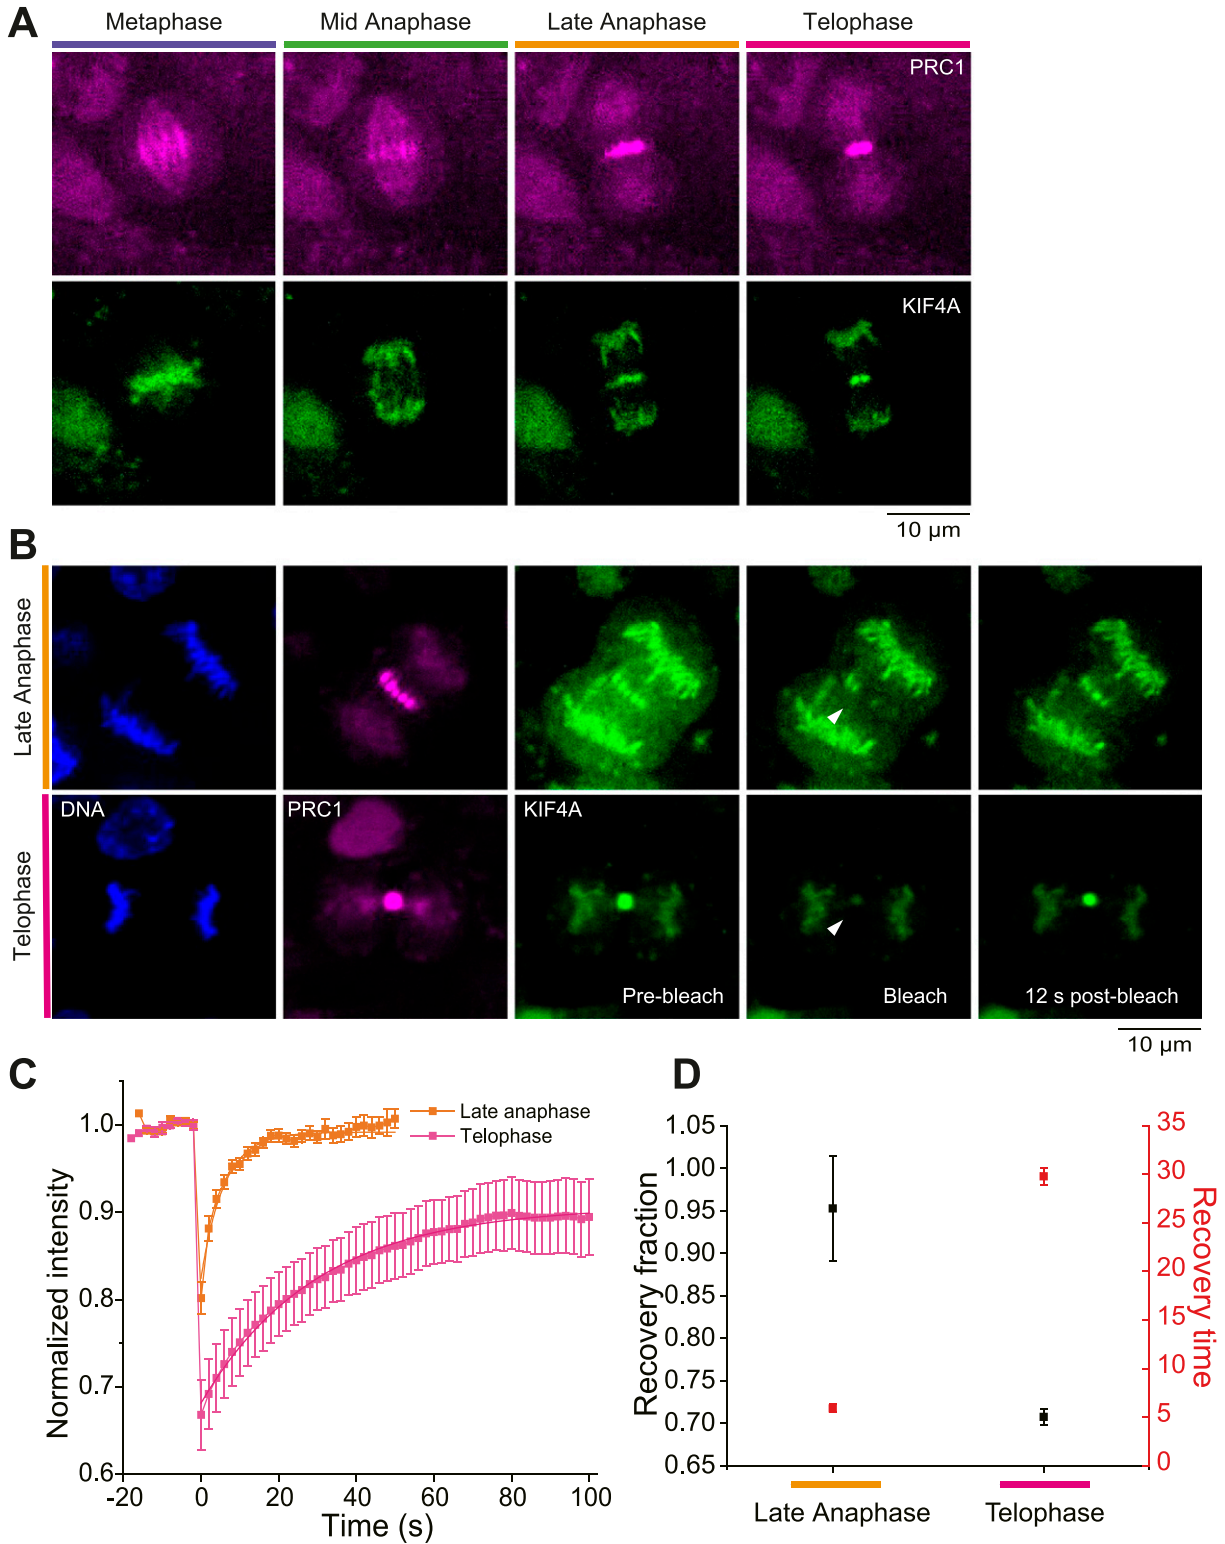 A
Metaphase
Mid Anaphase
Late Anaphase
Telophase
PRC1
KIF4A
10 µm
B
Late Anaphase
Telophase
DNA
PRC1
KIF4A
Pre-bleach
Bleach
12 s post-bleach
10 µm
C
Normalized intensity
1.0
0.9
0.8
0.7
0.6
-20
0
20
40
60
80
100
Time (s)
Late anaphase
Telophase
D
Recovery fraction
1.05
1.00
0.95
0.90
0.85
0.80
0.75
0.70
0.65
35
30
25
20
15
10
5
0
Recovery time
Late Anaphase
Telophase